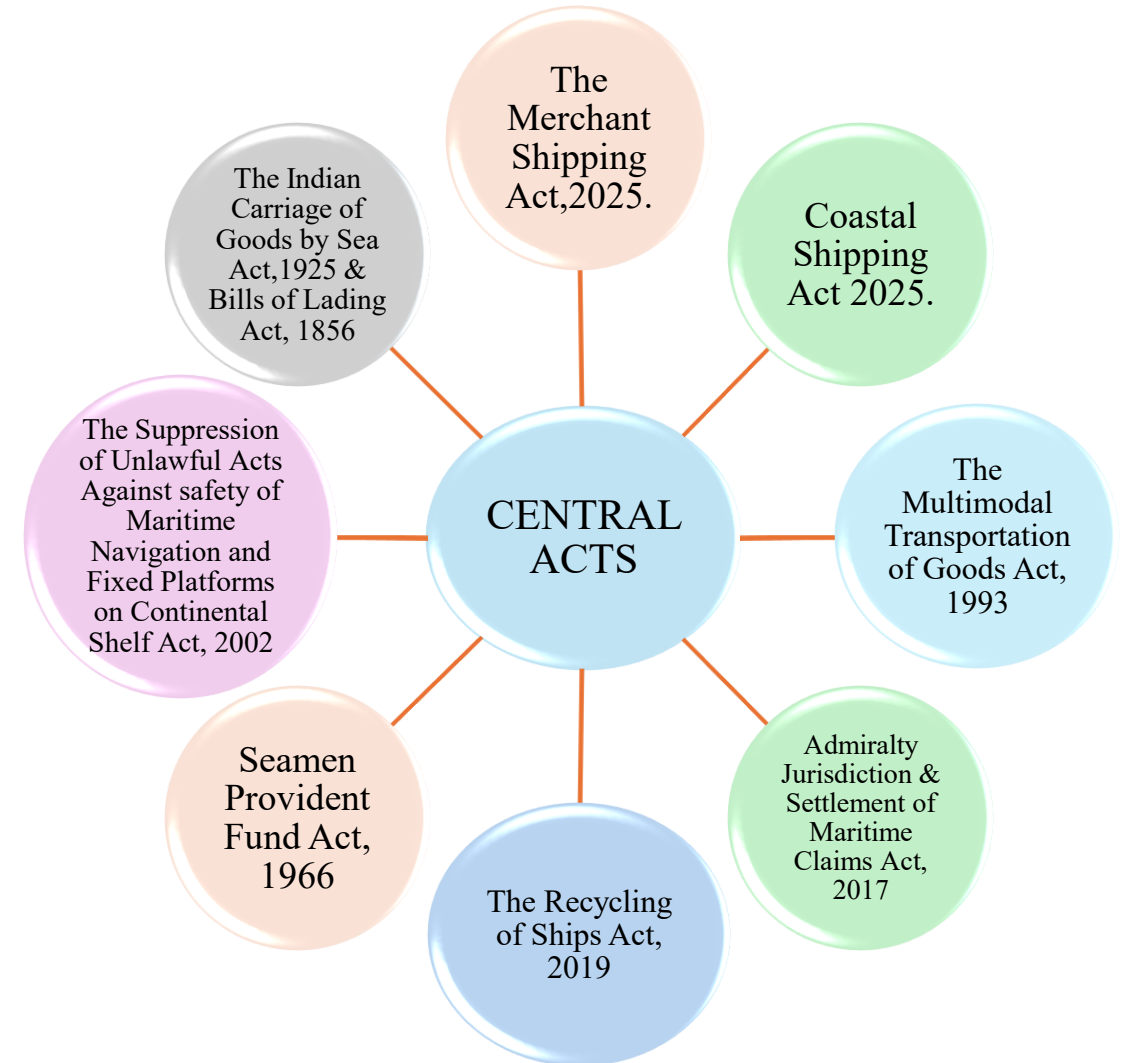 The
Merchant
Shipping
Act,2025.
Coastal
Shipping
Act 2025.
The
Multimodal
Transportation
of Goods Act,
1993
Admiralty
Jurisdiction &
Settlement of
Maritime
Claims Act,
2017
The Recycling
of Ships Act,
2019
Seamen
Provident
Fund Act,
1966
The Suppression
of Unlawful Acts
Against safety of
Maritime
Navigation and
Fixed Platforms
on Continental
Shelf Act, 2002
The Indian
Carriage of
Goods by Sea
Act,1925 &
Bills of Lading
Act, 1856
CENTRAL
ACTS